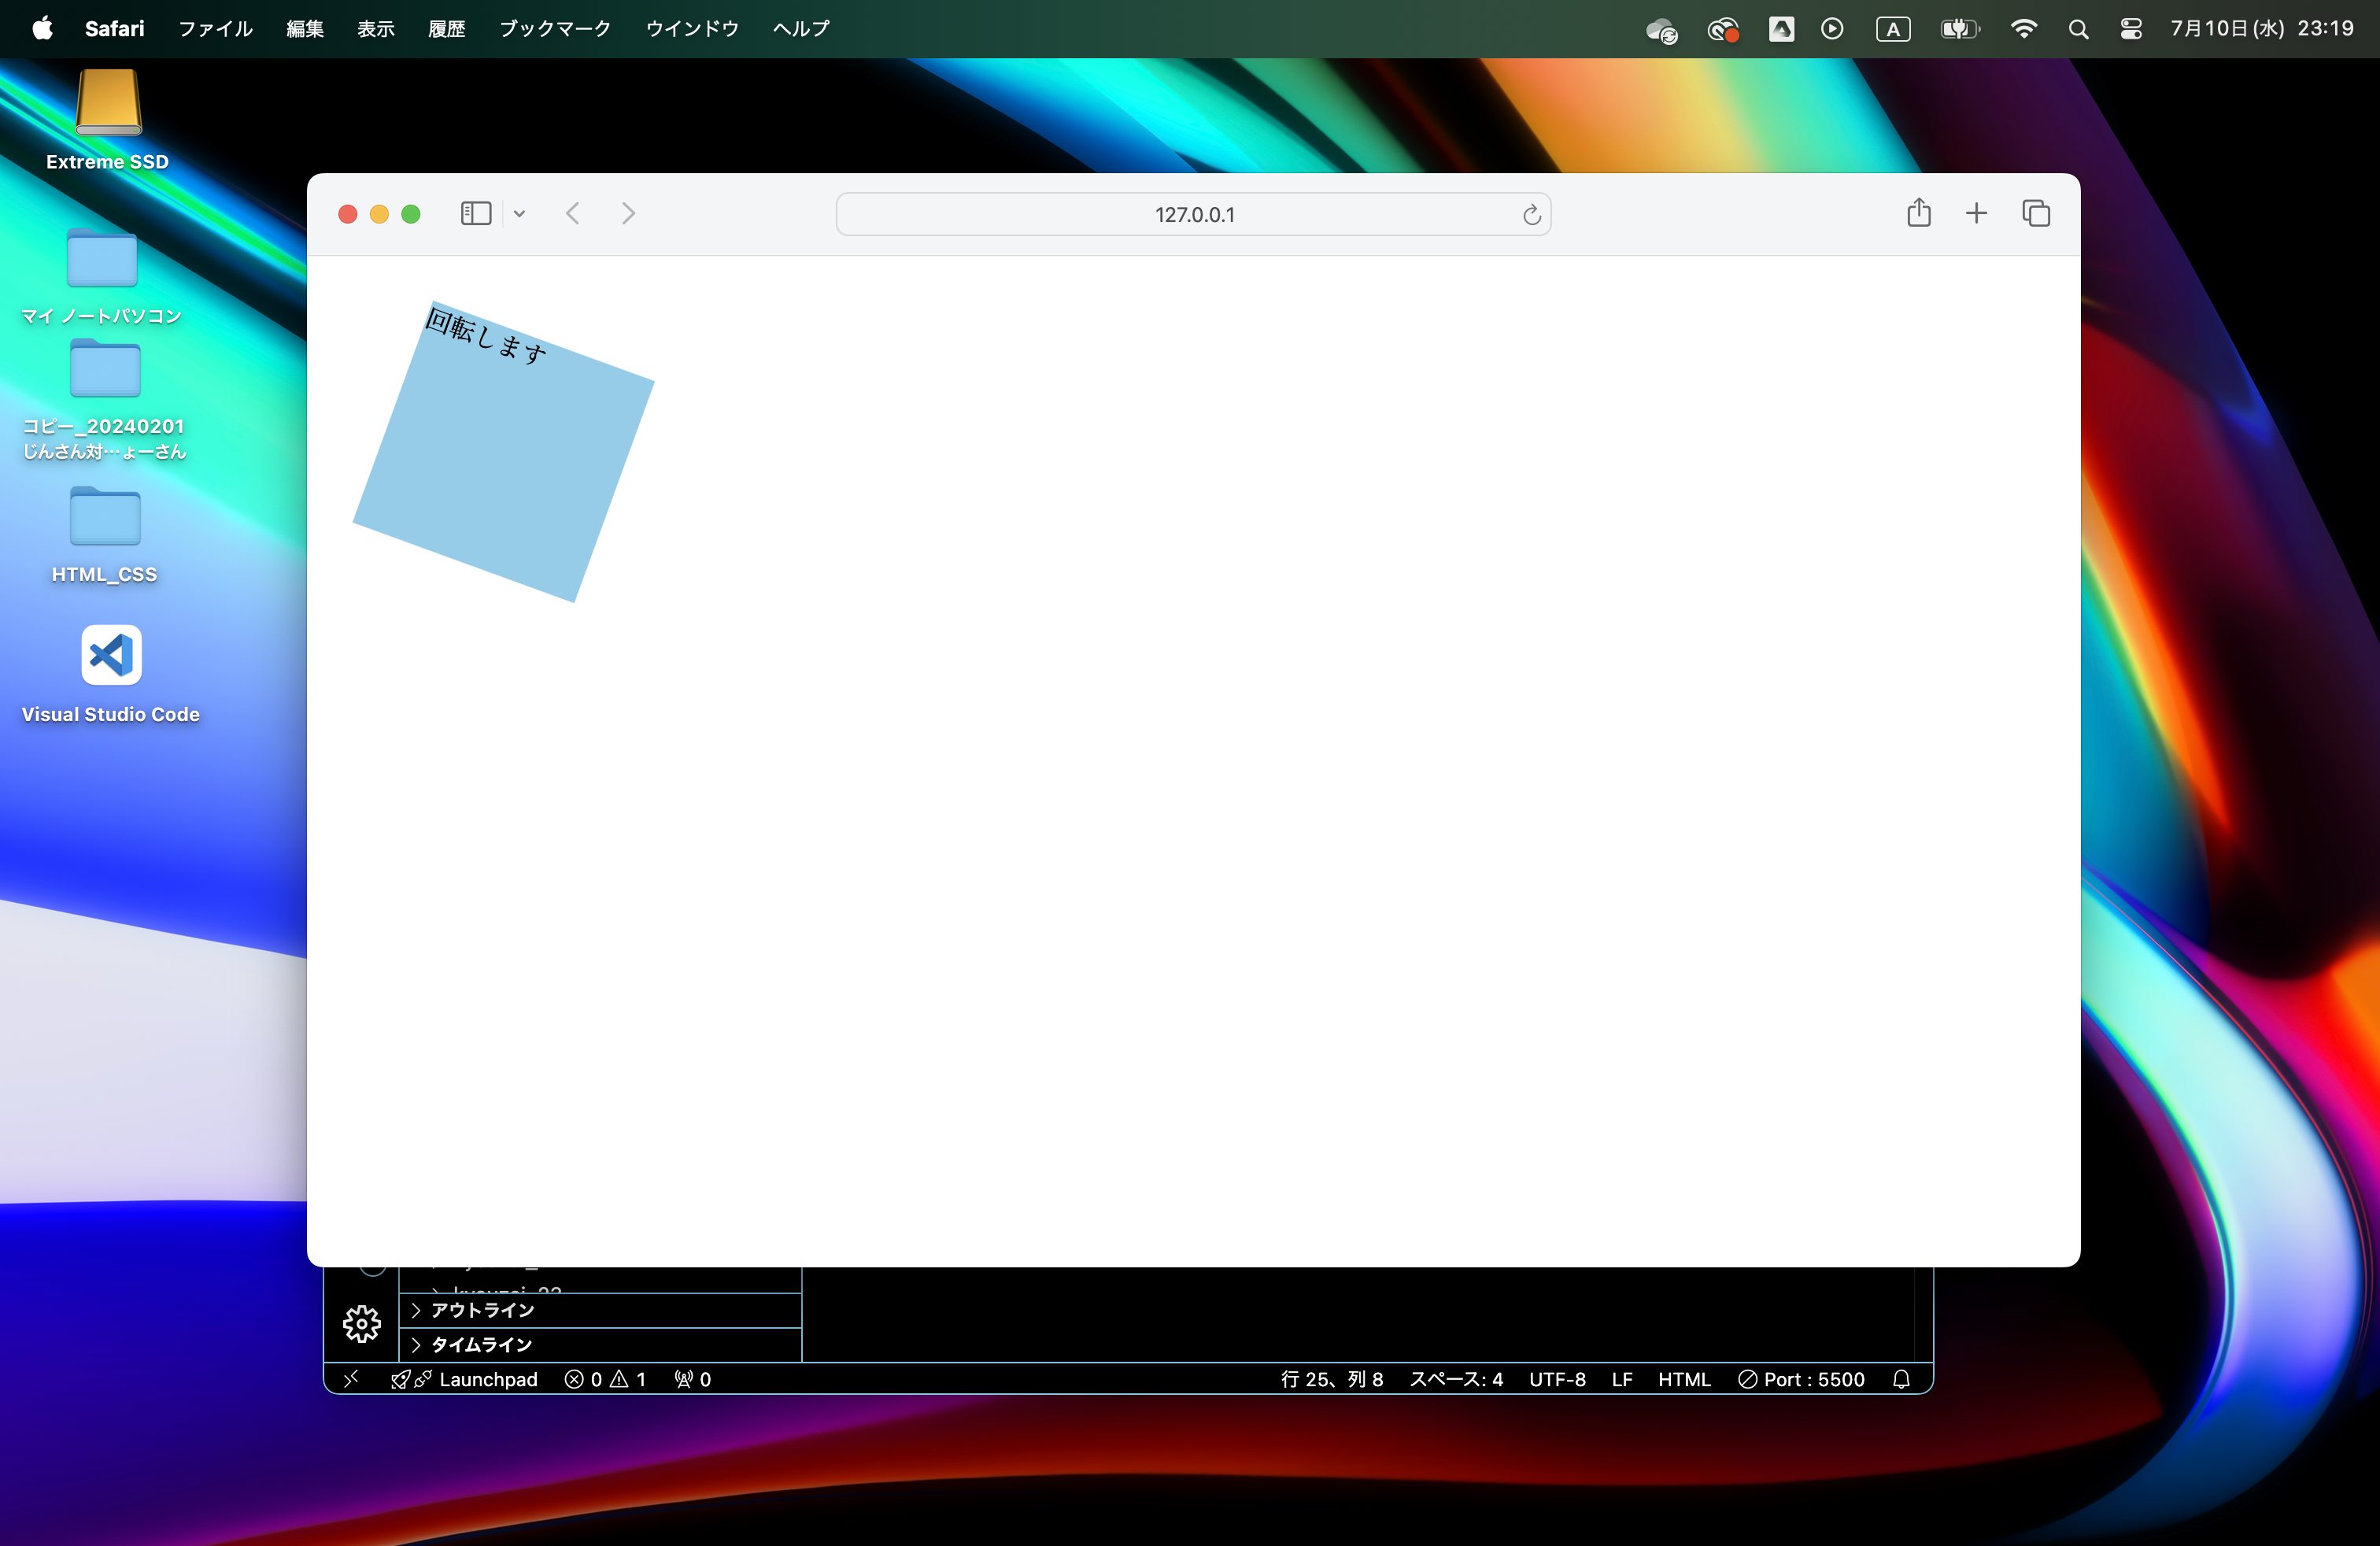 Safari ファイル 編集 表示 履歴 ブックマーク ウインドウ ヘルプ A 7月10日(水) 23:19
Extreme SSD
マイ ノートパソコン
コピー_20240201
じんさん対…ょーさん
HTML_CSS
Visual Studio Code
127.0.0.1
回転します
アウトライン
タイムライン
Launchpad 0 1 0 行 25、列 8 スペース: 4 UTF-8 LF HTML Port : 5500